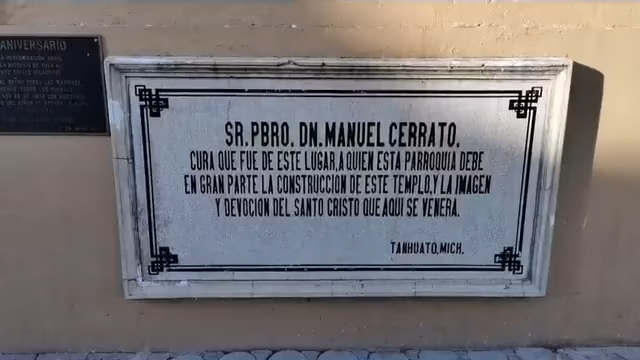 ANIVERSARIO
SR. PBRO. DN. MANUEL CERRATO.
CURA QUE FUE DE ESTE LUGAR, A QUIEN ESTA PARROQUIA DEBE
EN GRAN PARTE LA CONSTRUCCION DE ESTE TEMPLO, Y LA IMAGEN
Y DEVOCION DEL SANTO CRISTO QUE AQUI SE VENERA.
TANHUATO, MICH.